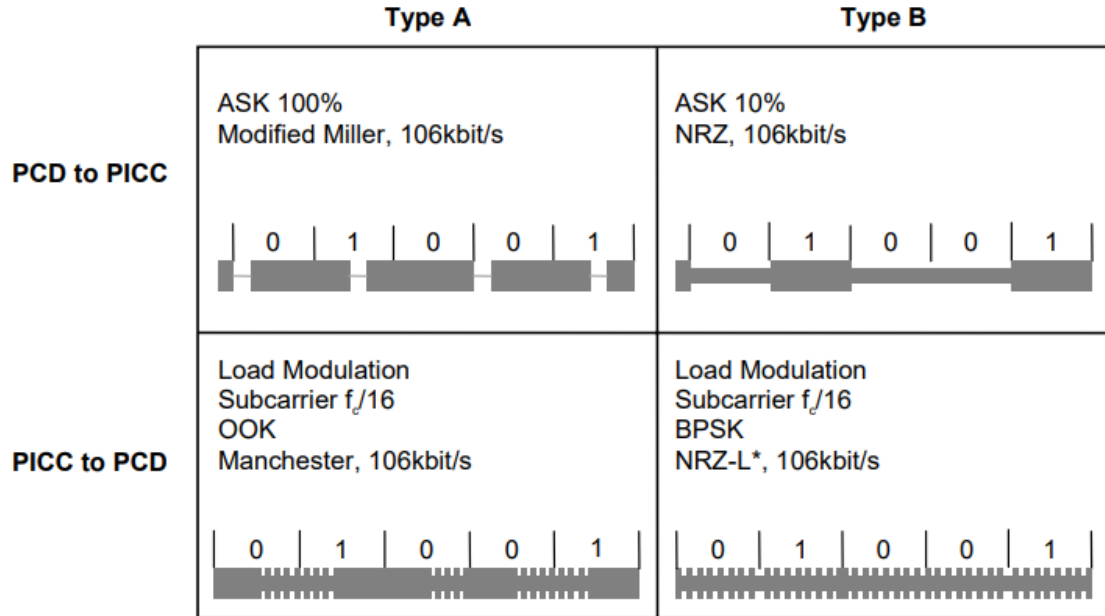 Type A Type B
PCD to PICC
ASK 100%
Modified Miller, 106kbit/s
0 1 0 0 1
ASK 10%
NRZ, 106kbit/s
0 1 0 0 1
PICC to PCD
Load Modulation
Subcarrier fc/16
OOK
Manchester, 106kbit/s
0 1 0 0 1
Load Modulation
Subcarrier fc/16
BPSK
NRZ-L*, 106kbit/s
0 1 0 0 1